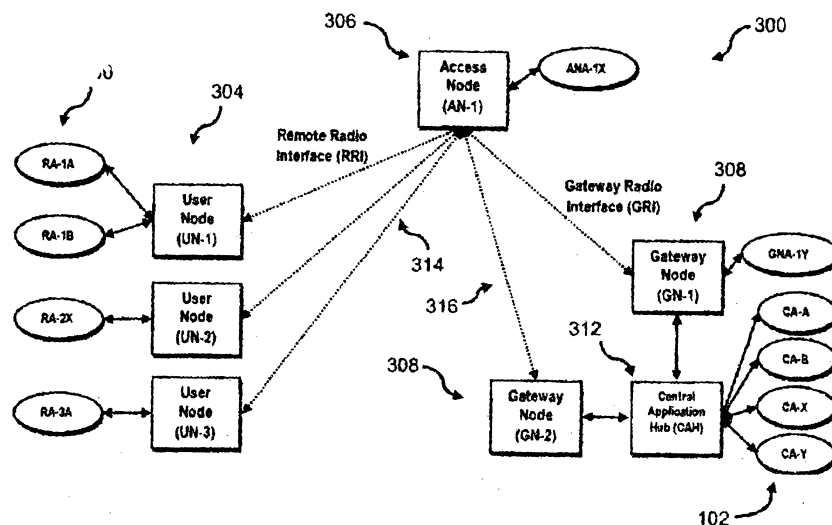 306
300
Access
Node
(AN-1)
ANA-1X
304
Remote Radio
Interface (RRI)
RA-1A
Gateway Radio
Interface (GRI)
308
User
Node
(UN-1)
RA-1B
314
Gateway
Node
(GN-1)
GNA-1Y
316
User
Node
(UN-2)
RA-2X
312
CA-A
308
CA-B
User
Node
(UN-3)
RA-3A
Gateway
Node
(GN-2)
Central
Application
Hub (CAH)
CA-X
CA-Y
102